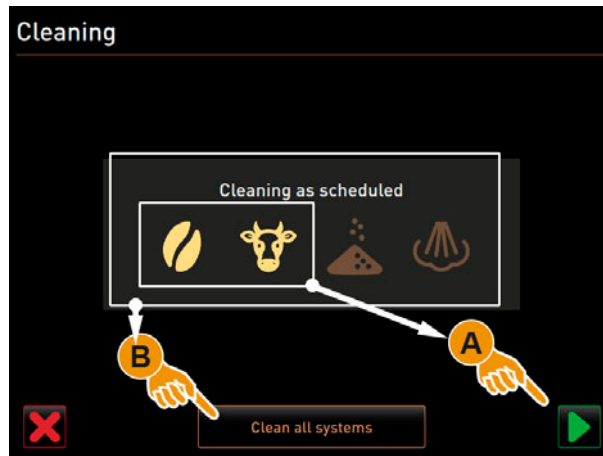 Cleaning
Cleaning as scheduled
B
A
Clean all systems